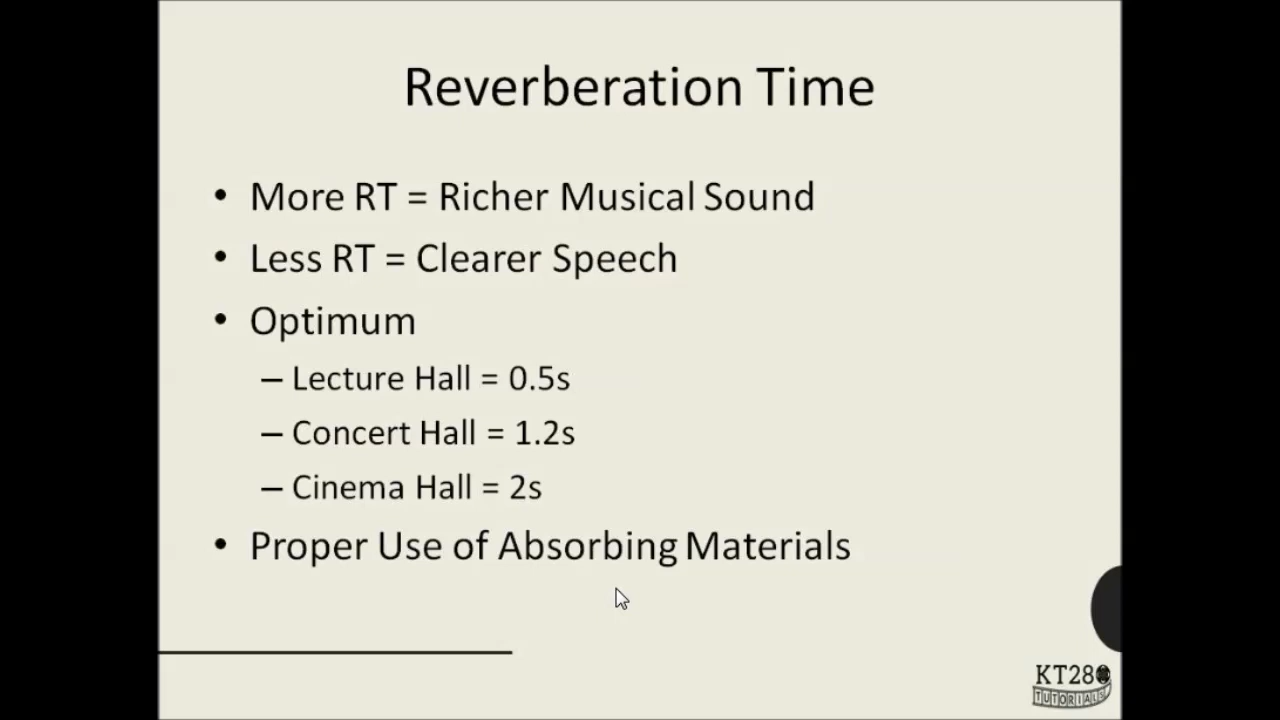 Reverberation Time
• More RT = Richer Musical Sound
• Less RT = Clearer Speech
• Optimum
– Lecture Hall = 0.5s
– Concert Hall = 1.2s
– Cinema Hall = 2s
• Proper Use of Absorbing Materials
KT280
TUTORIALS